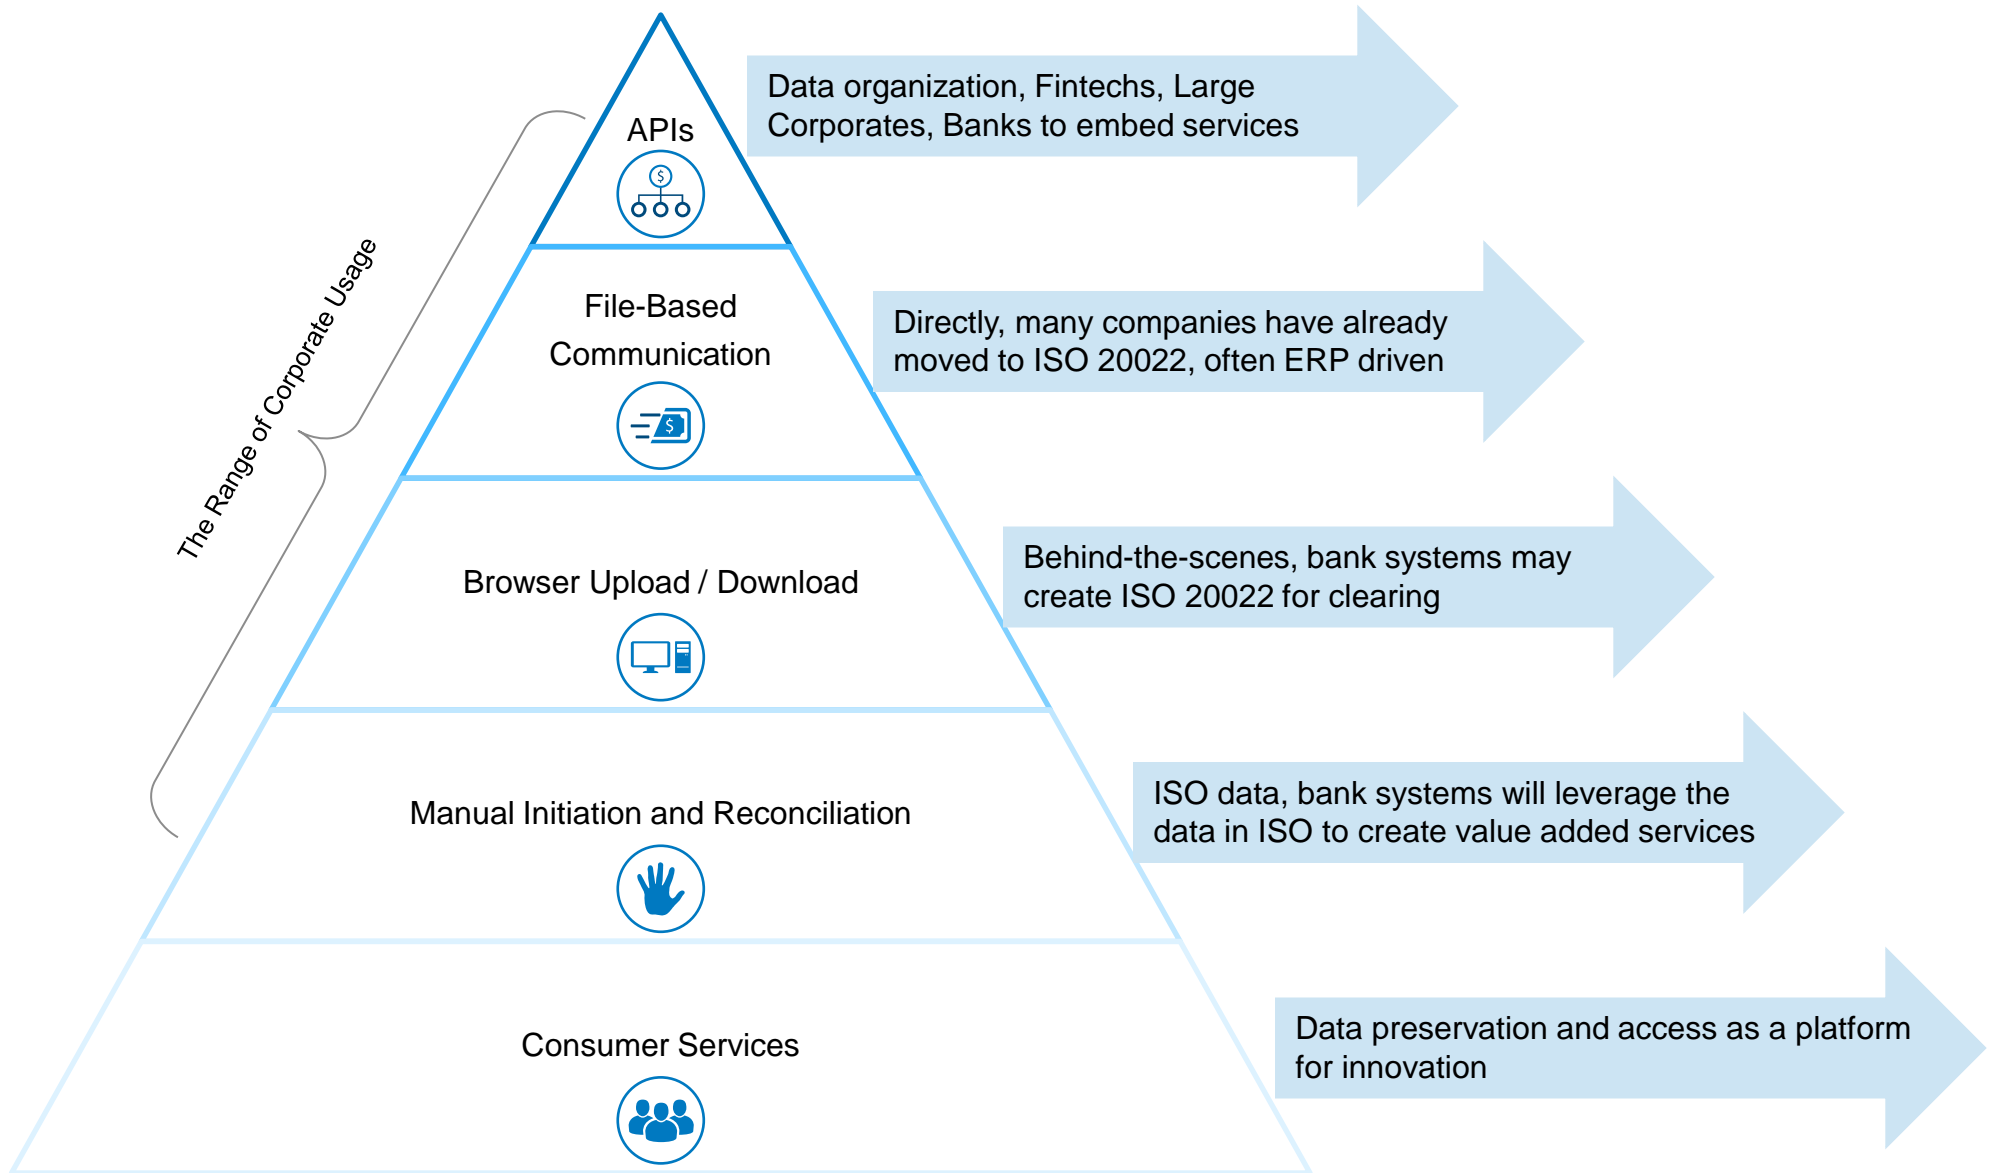 APIs
$
Data organization, Fintechs, Large
Corporates, Banks to embed services
The Range of Corporate Usage
File-Based
Communication
$
Directly, many companies have already
moved to ISO 20022, often ERP driven
Browser Upload / Download
Behind-the-scenes, bank systems may
create ISO 20022 for clearing
Manual Initiation and Reconciliation
ISO data, bank systems will leverage the
data in ISO to create value added services
Consumer Services
Data preservation and access as a platform
for innovation